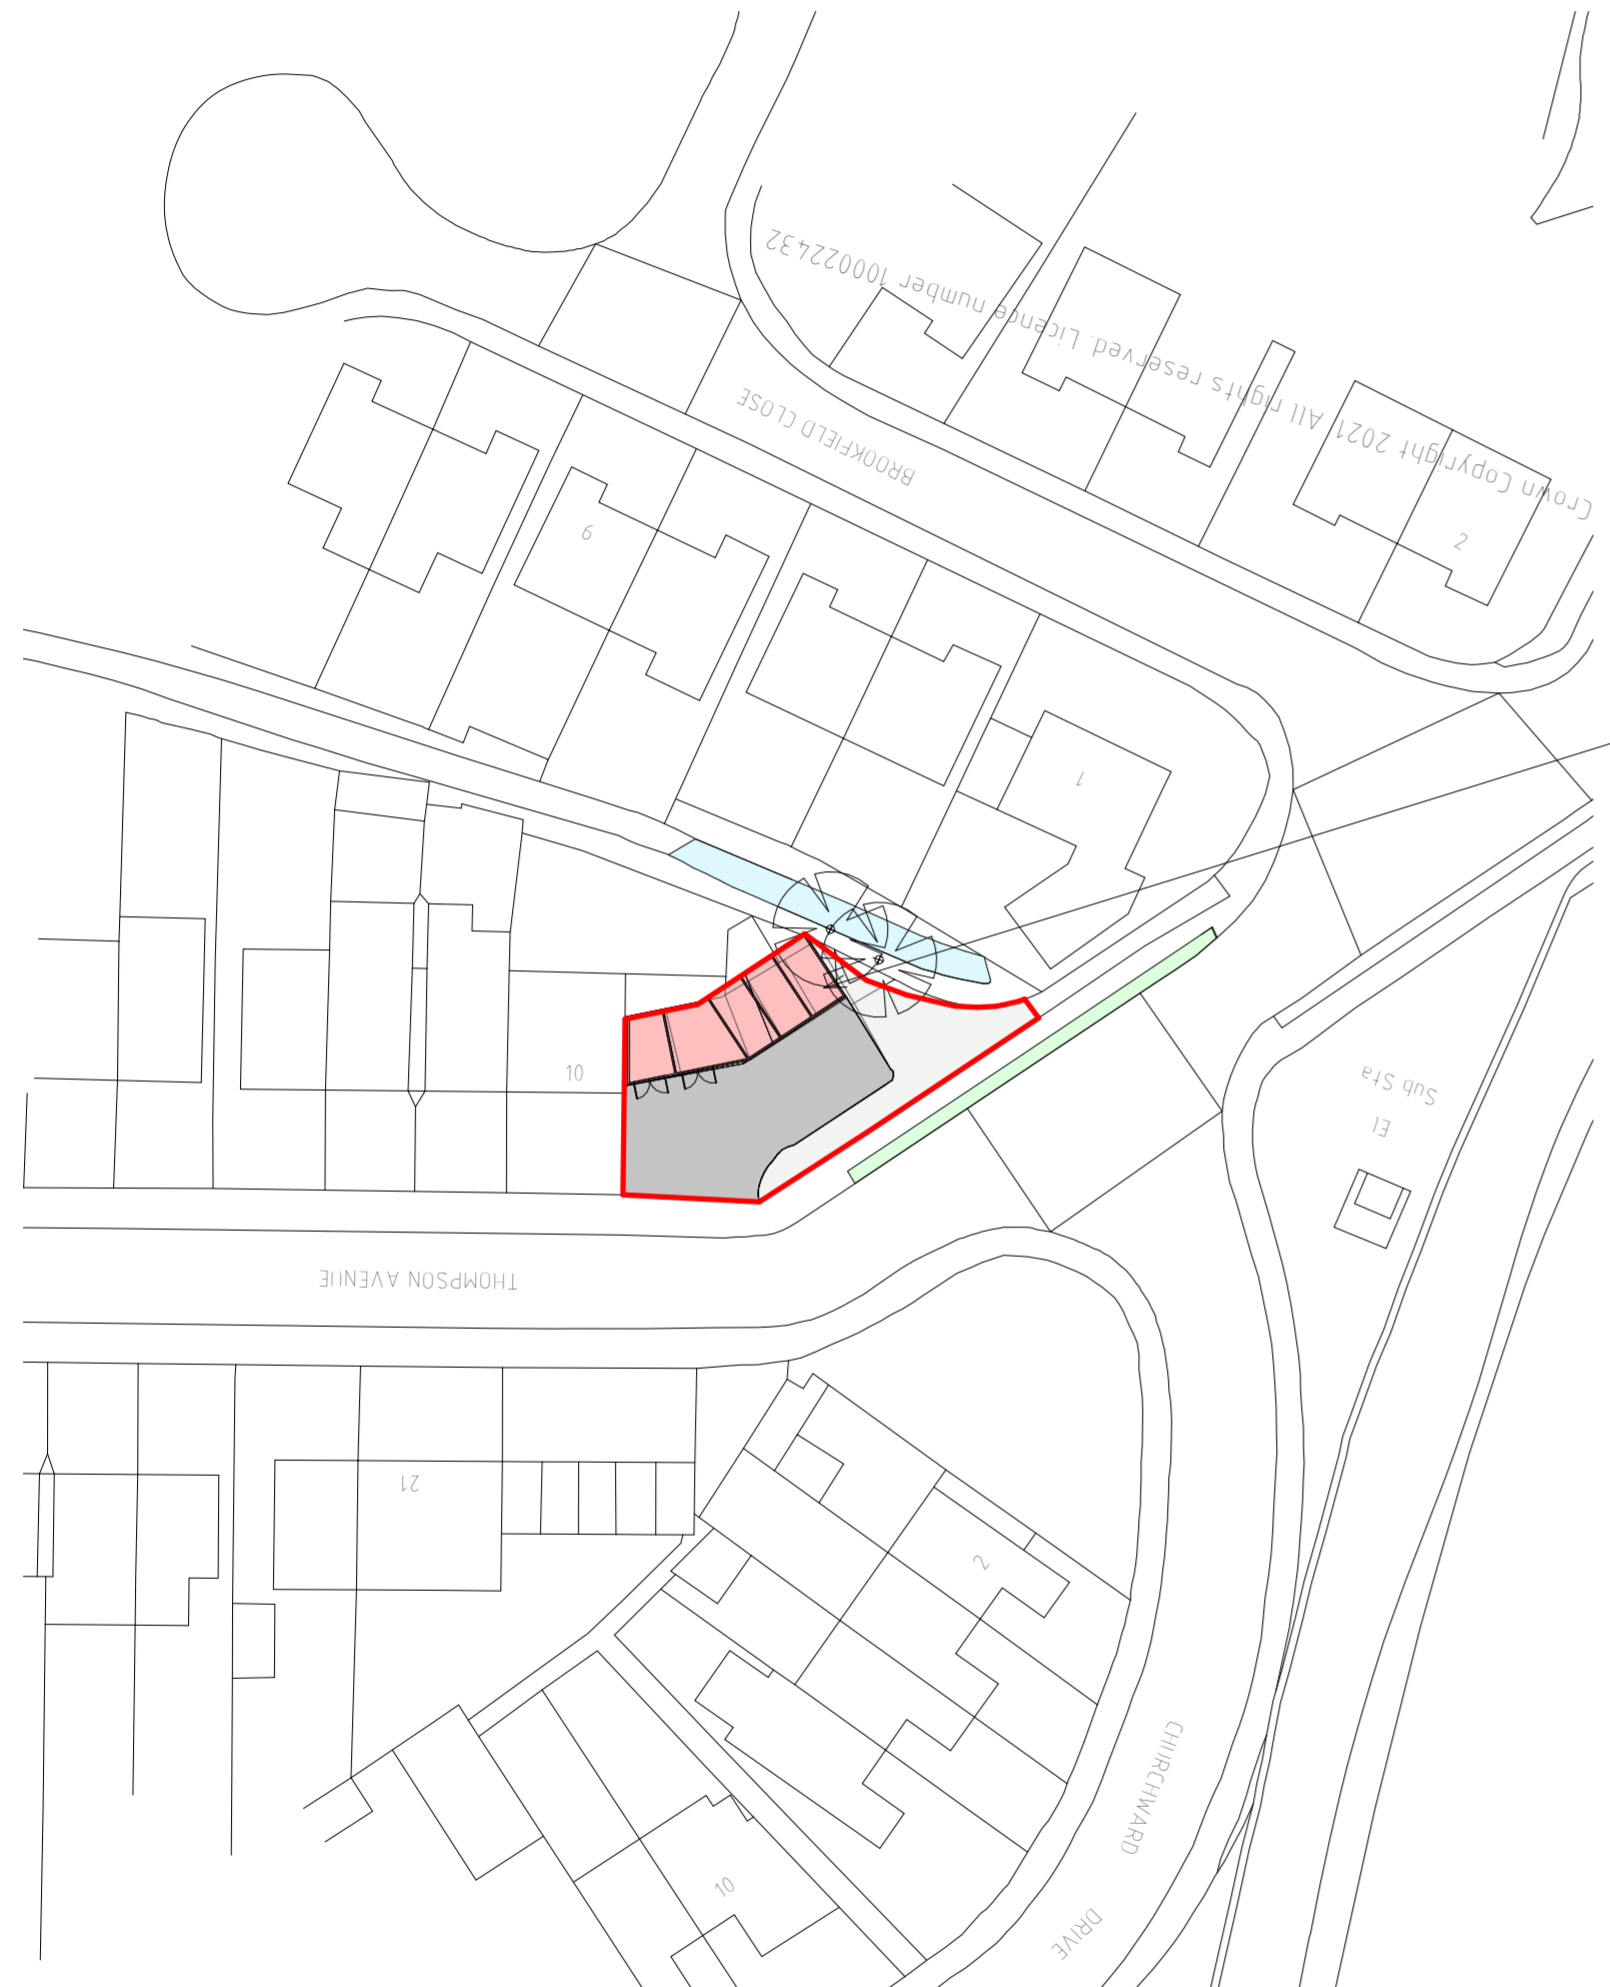 Crown Copyright 2021. All rights reserved. Licence number 100022432
BROOKFIELD CLOSE
6
2
1
10
Sub Sta
El
THOMPSON AVENUE
21
2
CHURCHWARD
10
DRIVE